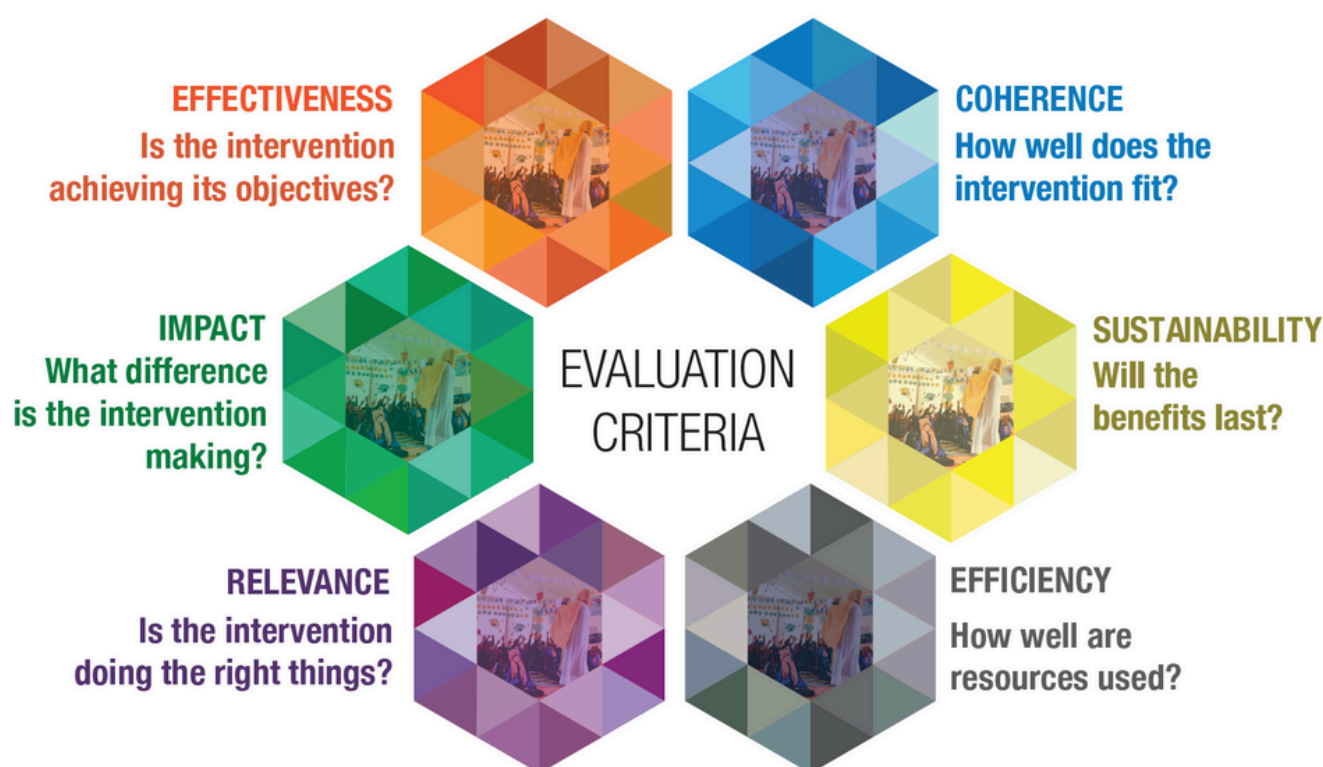 EFFECTIVENESS
Is the intervention
achieving its objectives?
COHERENCE
How well does the
intervention fit?
IMPACT
What difference
is the intervention
making?
EVALUATION
CRITERIA
SUSTAINABILITY
Will the
benefits last?
RELEVANCE
Is the intervention
doing the right things?
EFFICIENCY
How well are
resources used?